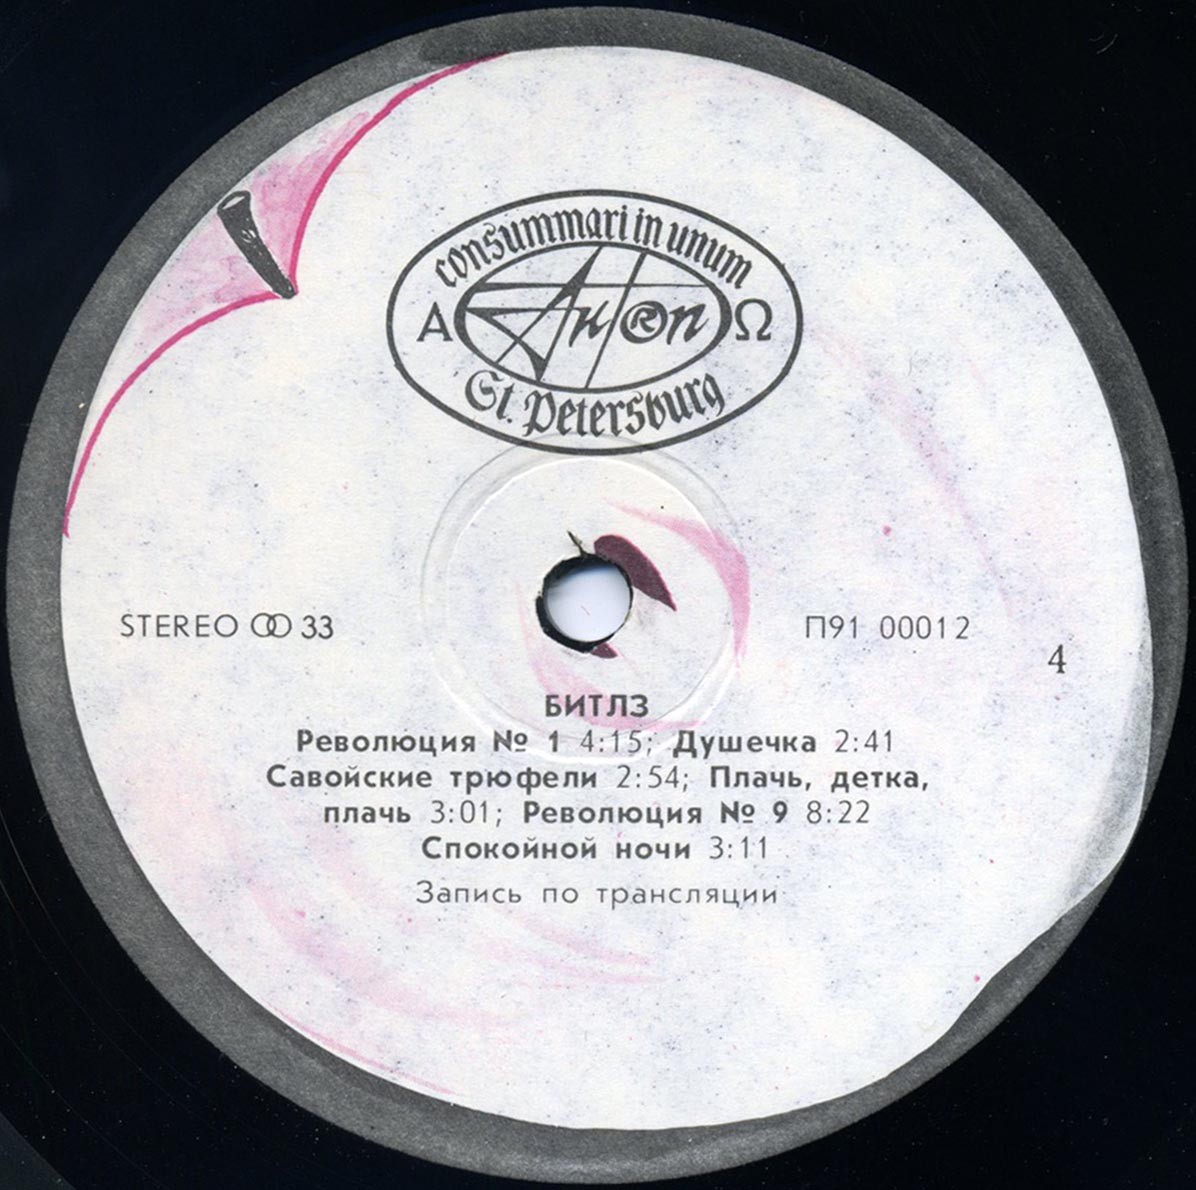 consummari in unum
Α AnTRоп Ω
St. Petersburg
STEREO 33
П91 00012
4
БИТЛЗ
Революция № 1 4:15; Душечка 2:41
Савойские трюфели 2:54; Плачь, детка,
плачь 3:01; Революция № 9 8:22
Спокойной ночи 3:11
Запись по трансляции